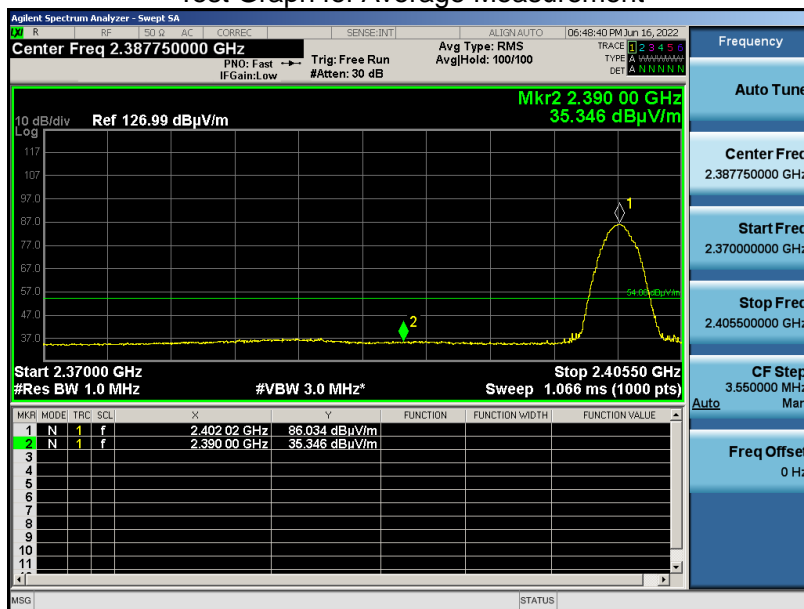 Test Graph for Average Measurement
Agilent Spectrum Analyzer - Swept SA
LXI R RF 50 Ω AC CORREC SENSE:INT ALIGN AUTO 06:48:40 PM Jun 16, 2022
Center Freq 2.387750000 GHz
PNO: Fast
IFGain:Low
Trig: Free Run
#Atten: 30 dB
Avg Type: RMS
Avg|Hold: 100/100
TRACE 1 2 3 4 5 6
TYPE A WWWWW
DET A N N N N N
Mkr2 2.390 00 GHz
35.346 dBµV/m
10 dB/div Ref 126.99 dBµV/m
Log
117
107
97.0
87.0
77.0
67.0
57.0
47.0
37.0
1
2
54.00 dBµV/m
Start 2.37000 GHz Stop 2.40550 GHz
#Res BW 1.0 MHz #VBW 3.0 MHz* Sweep 1.066 ms (1000 pts)
MKR MODE TRC SCL X Y FUNCTION FUNCTION WIDTH FUNCTION VALUE
1 N 1 f 2.402 02 GHz 86.034 dBµV/m
2 N 1 f 2.390 00 GHz 35.346 dBµV/m
3
4
5
6
7
8
9
10
11
MSG STATUS
Frequency
Auto Tune
Center Freq
2.387750000 GHz
Start Freq
2.370000000 GHz
Stop Freq
2.405500000 GHz
CF Step
3.550000 MHz
Auto Man
Freq Offset
0 Hz